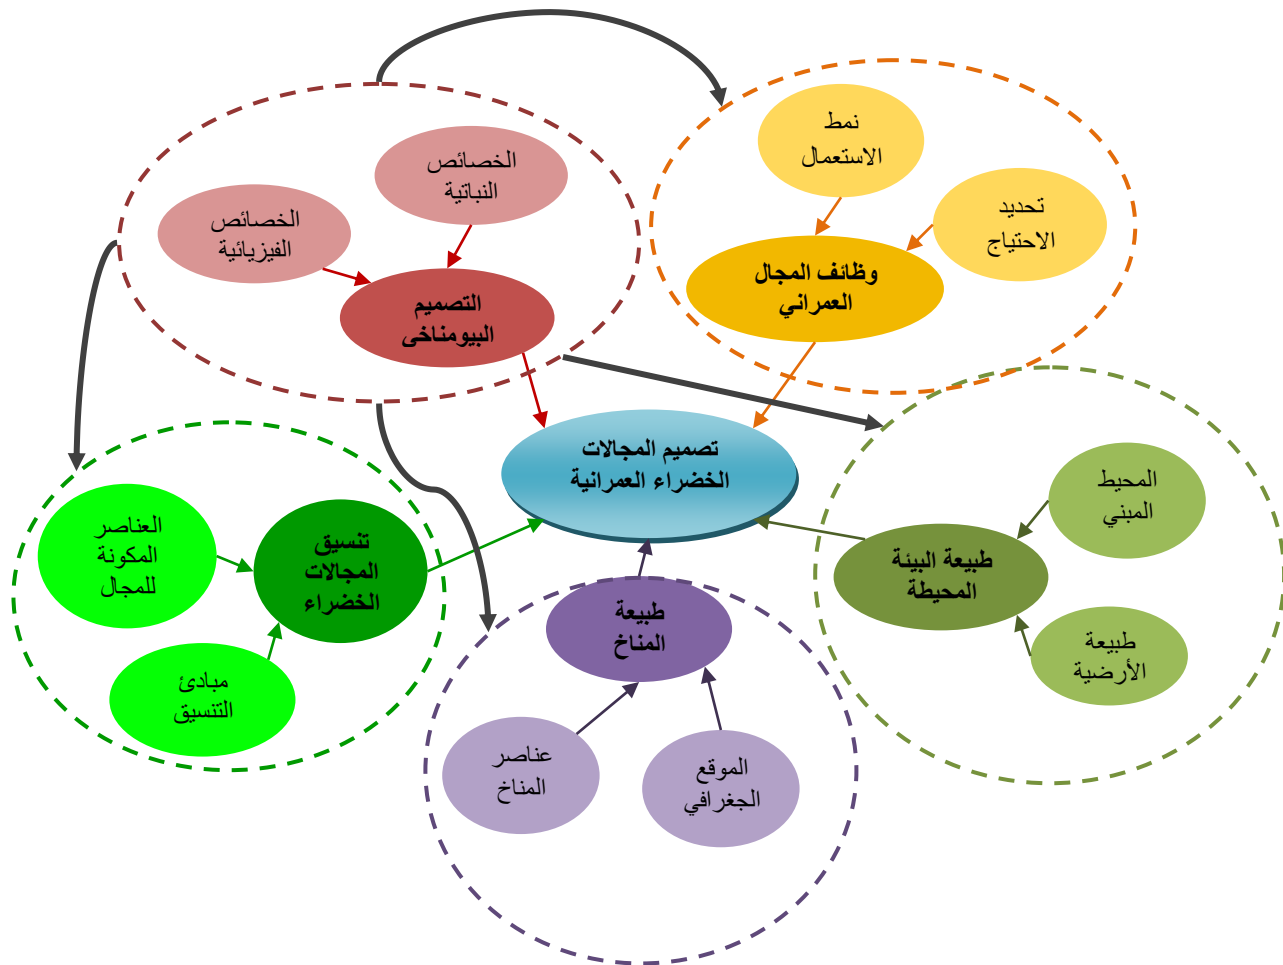 نمط
الاستعمال
تحديد
الاحتياج
وظائف المجال
العمراني
الخصائص
النباتية
الخصائص
الفيزيائية
التصميم
البيومناخى
تصميم المجالات
الخضراء العمرانية
المحيط
المبني
طبيعة البيئة
المحيطة
طبيعة
الأرضية
تنسيق
المجالات
الخضراء
العناصر
المكونة
للمجال
مبادئ
التنسيق
طبيعة
المناخ
الموقع
الجغرافي
عناصر
المناخ